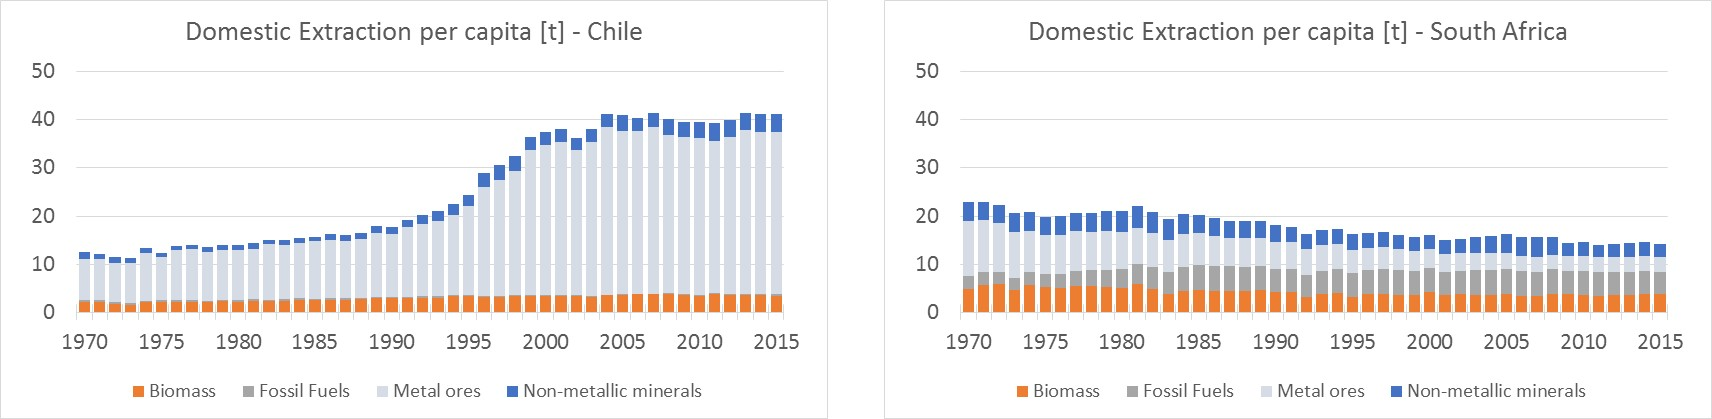 Domestic Extraction per capita [t] - Chile
50
40
30
20
10
0
1970 1975 1980 1985 1990 1995 2000 2005 2010 2015
Biomass Fossil Fuels Metal ores Non-metallic minerals
Domestic Extraction per capita [t] - South Africa
50
40
30
20
10
0
1970 1975 1980 1985 1990 1995 2000 2005 2010 2015
Biomass Fossil Fuels Metal ores Non-metallic minerals